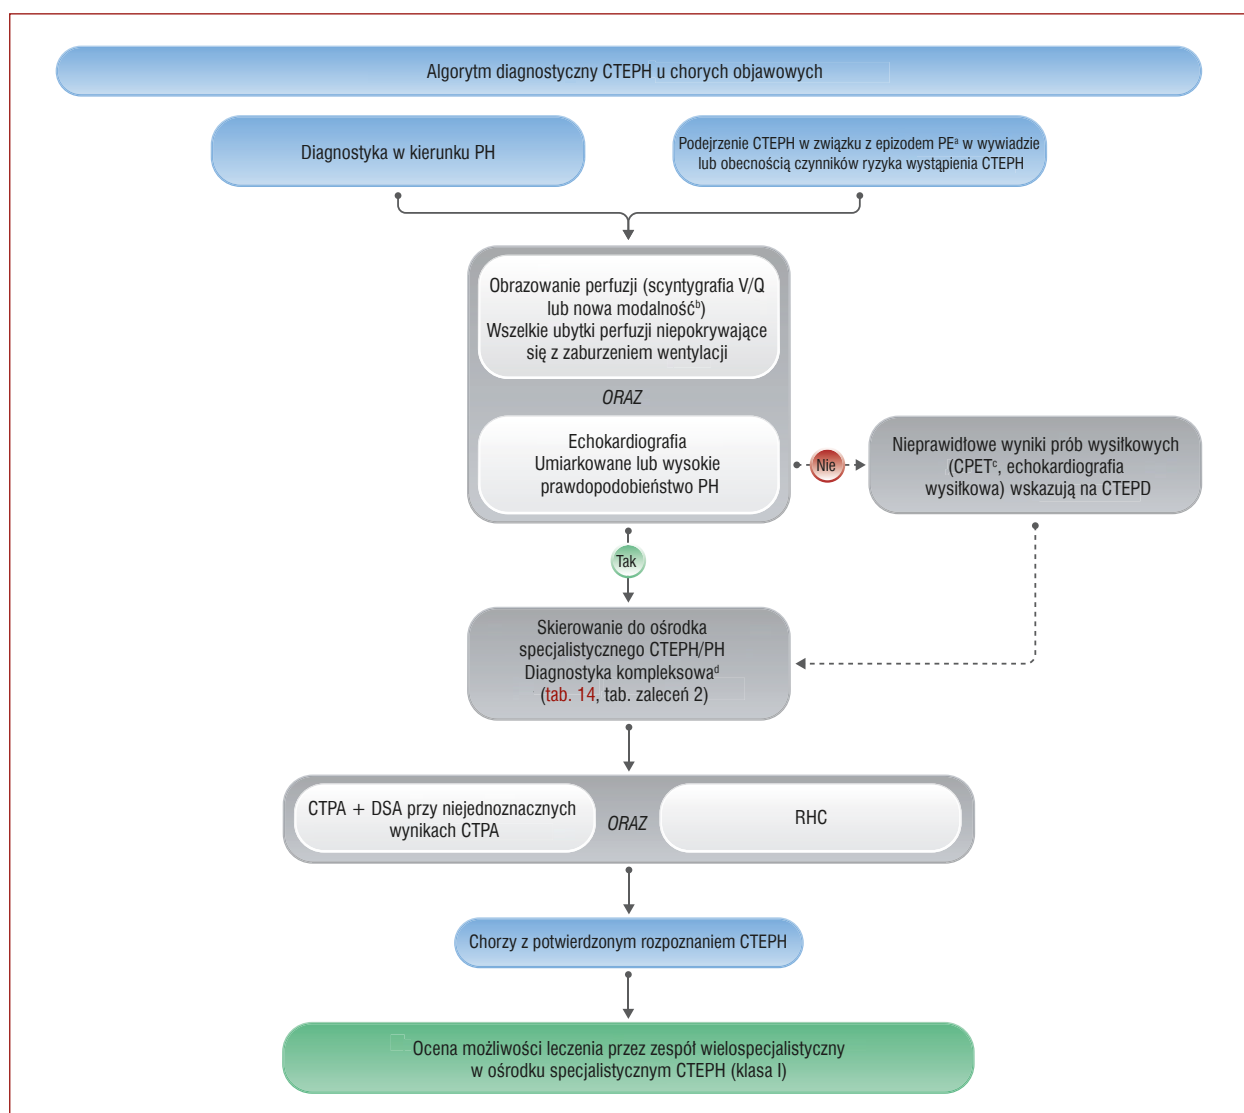 Algorytm diagnostyczny CTEPH u chorych objawowych
Diagnostyka w kierunku PH
Podejrzenie CTEPH w związku z epizodem PEᵃ w wywiadzie
lub obecnością czynników ryzyka wystąpienia CTEPH
Obrazowanie perfuzji (scyntygrafia V/Q
lub nowa modalnośćᵇ)
Wszelkie ubytki perfuzji niepokrywające
się z zaburzeniem wentylacji
ORAZ
Echokardiografia
Umiarkowane lub wysokie
prawdopodobieństwo PH
Nie
Nieprawidłowe wyniki prób wysiłkowych
(CPETᶜ, echokardiografia
wysiłkowa) wskazują na CTEPD
Tak
Skierowanie do ośrodka
specjalistycznego CTEPH/PH
Diagnostyka kompleksowaᵈ
(tab. 14, tab. zaleceń 2)
CTPA + DSA przy niejednoznacznych
wynikach CTPA
ORAZ
RHC
Chorzy z potwierdzonym rozpoznaniem CTEPH
Ocena możliwości leczenia przez zespół wielospecjalistyczny
w ośrodku specjalistycznym CTEPH (klasa I)